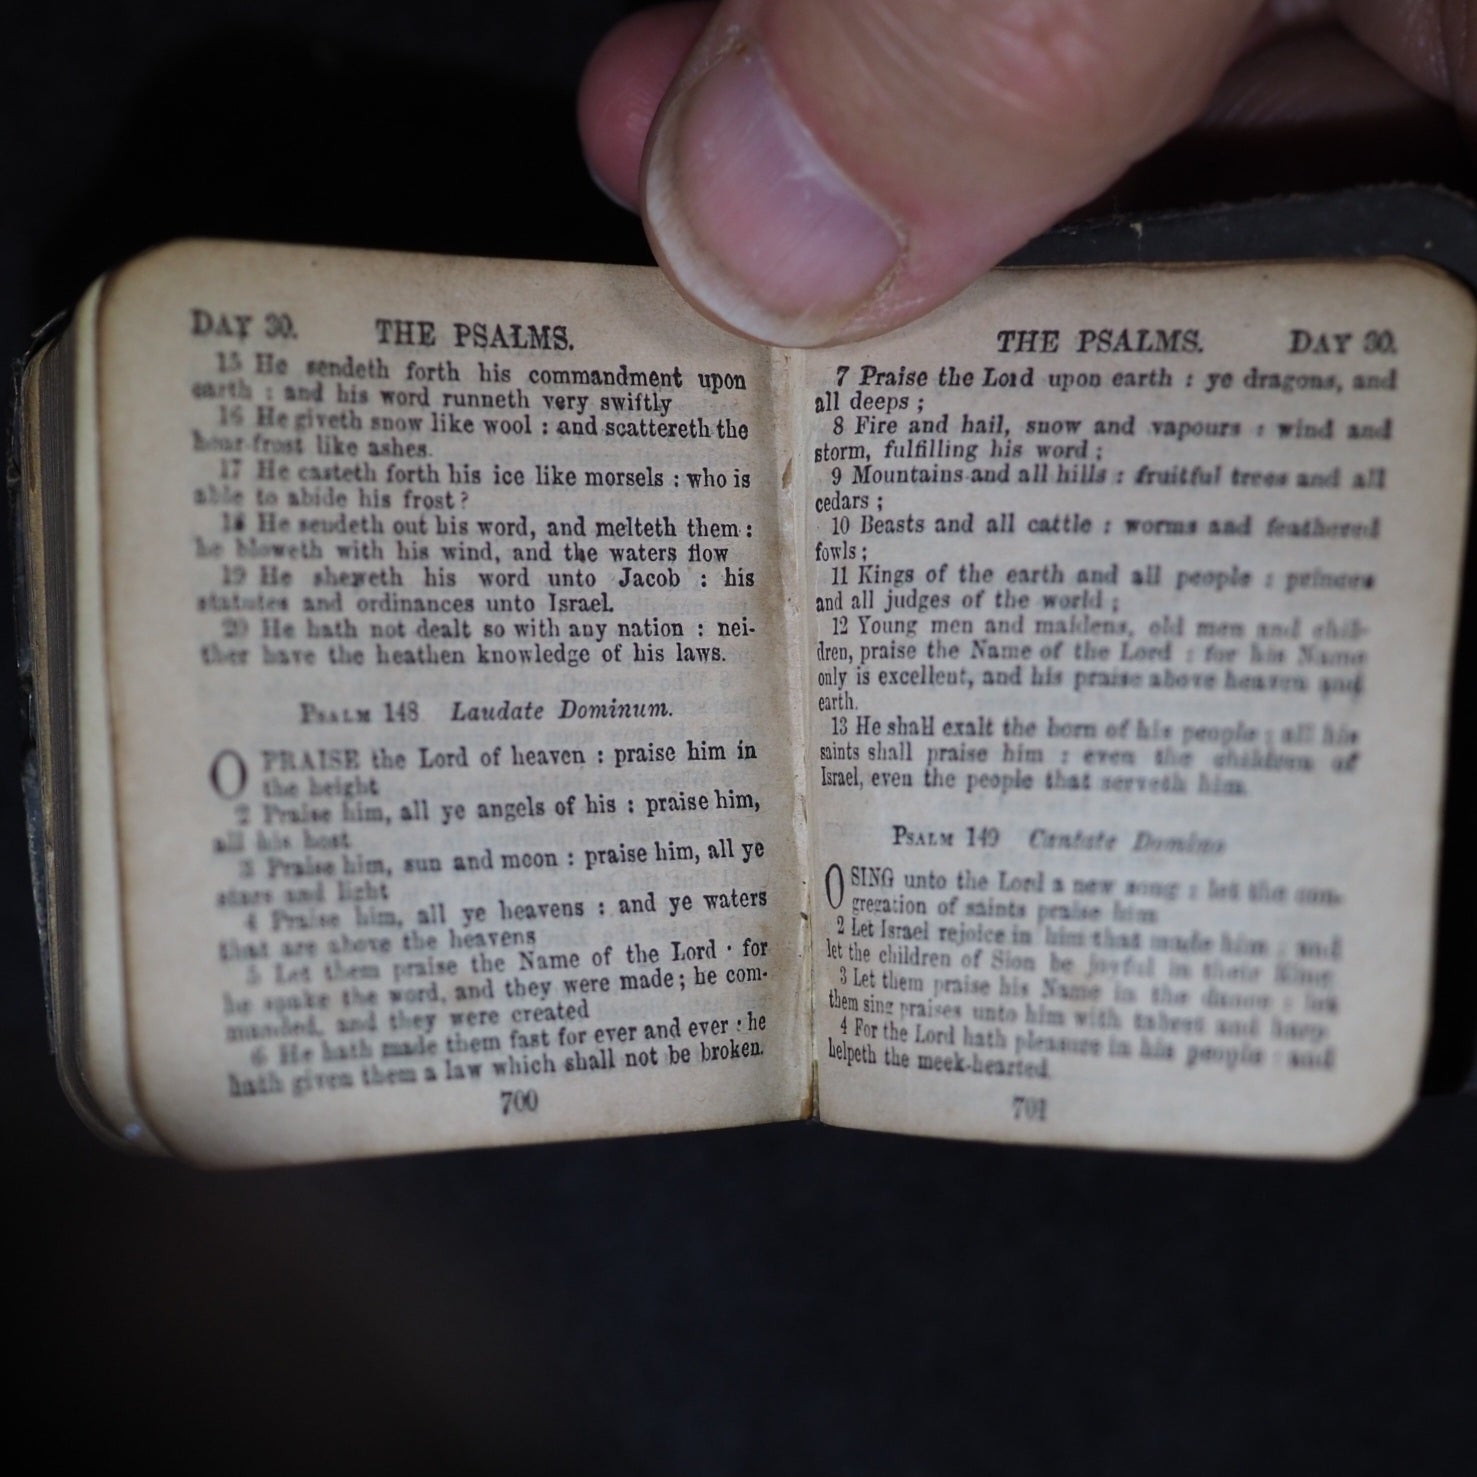 DAY 30. THE PSALMS.
15 He sendeth forth his commandment upon
earth : and his word runneth very swiftly
16 He giveth snow like wool : and scattereth the
hoar-frost like ashes.
17 He casteth forth his ice like morsels : who is
able to abide his frost ?
18 He sendeth out his word, and melteth them :
he bloweth with his wind, and the waters flow
19 He sheweth his word unto Jacob : his
statutes and ordinances unto Israel.
20 He hath not dealt so with any nation : nei-
ther have the heathen knowledge of his laws.
PSALM 148 Laudate Dominum.
O PRAISE the Lord of heaven : praise him in
the height
2 Praise him, all ye angels of his : praise him,
all his host
3 Praise him, sun and moon : praise him, all ye
stars and light
4 Praise him, all ye heavens : and ye waters
that are above the heavens
5 Let them praise the Name of the Lord : for
he spake the word, and they were made ; he com-
manded, and they were created
6 He hath made them fast for ever and ever : he
hath given them a law which shall not be broken.
700
THE PSALMS. DAY 30.
7 Praise the Lord upon earth : ye dragons, and
all deeps ;
8 Fire and hail, snow and vapours : wind and
storm, fulfilling his word ;
9 Mountains and all hills : fruitful trees and all
cedars ;
10 Beasts and all cattle : worms and feathered
fowls ;
11 Kings of the earth and all people : princes
and all judges of the world ;
12 Young men and maidens, old men and chil-
dren, praise the Name of the Lord : for his Name
only is excellent, and his praise above heaven and
earth.
13 He shall exalt the horn of his people ; all his
saints shall praise him : even the children of
Israel, even the people that serveth him.
PSALM 149 Cantate Domino
O SING unto the Lord a new song : let the con-
gregation of saints praise him
2 Let Israel rejoice in him that made him : and
let the children of Sion be joyful in their King
3 Let them praise his Name in the dance : let
them sing praises unto him with tabret and harp
4 For the Lord hath pleasure in his people : and
helpeth the meek-hearted
701